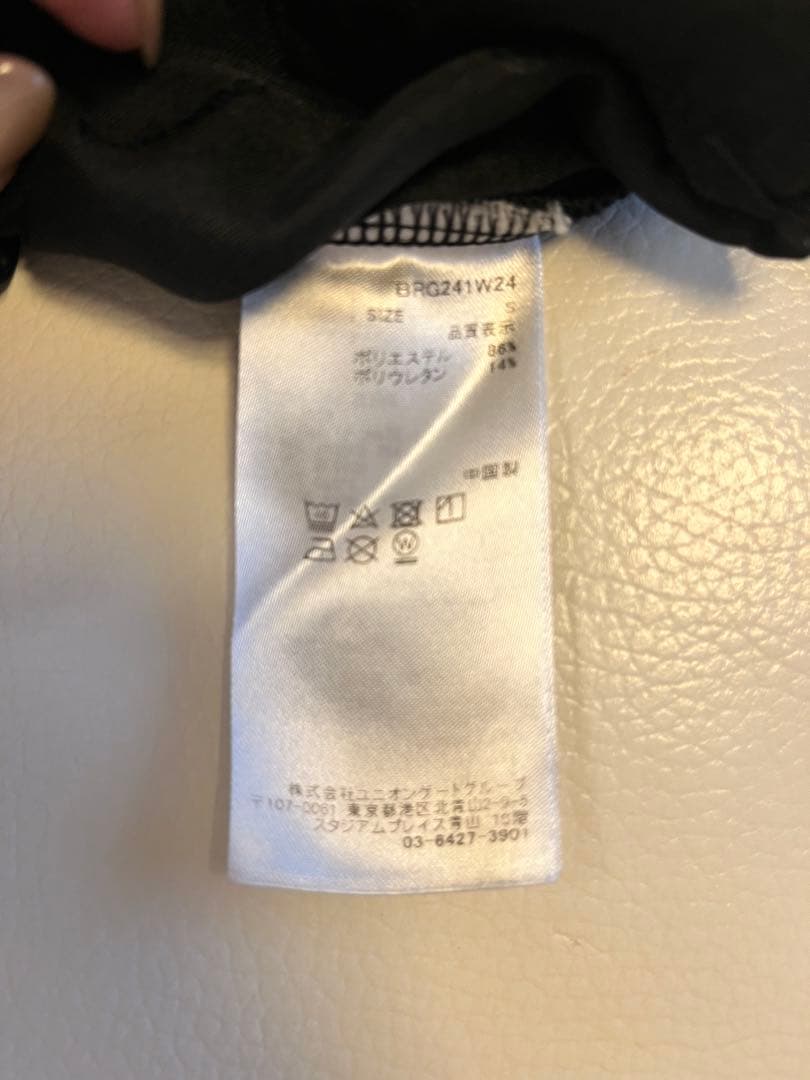 BRG241W24
SIZE S
品質表示
ポリエステル 86%
ポリウレタン 14%
中国製
株式会社ユニオンゲートグループ
〒107-0061 東京都港区北青山2-9-5
スタジアムプレイス青山 10階
03-6427-3901